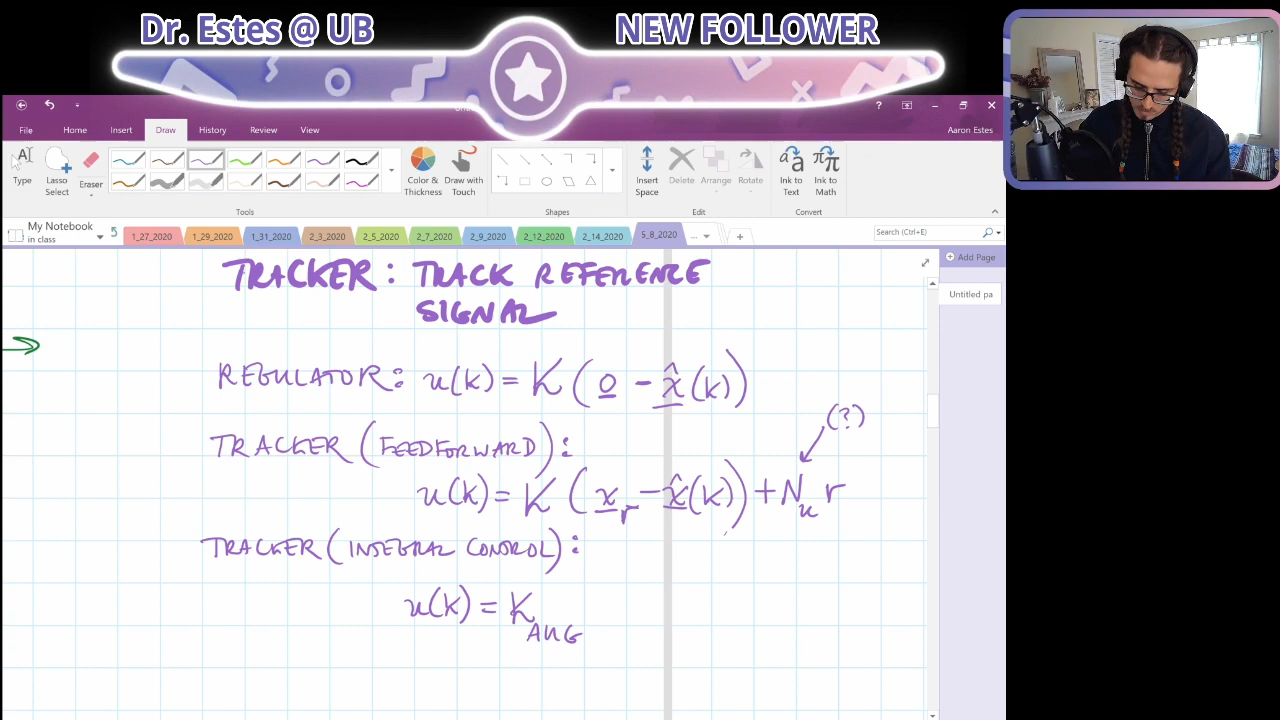 Dr. Estes @ UB
NEW FOLLOWER
File Home Insert Draw History Review View
Aaron Estes
Type
Lasso Select
Eraser
Color & Thickness
Draw with Touch
Insert Space
Delete
Arrange
Rotate
Ink to Text
Ink to Math
Tools
Shapes
Edit
Convert
My Notebook
in class
1_27_2020 1_29_2020 1_31_2020 2_3_2020 2_5_2020 2_7_2020 2_9_2020 2_12_2020 2_14_2020 5_8_2020 ...
Search (Ctrl+E)
Add Page
Untitled pa
TRACKER: TRACK REFERENCE
SIGNAL
REGULATOR: u(k) = K(0 - x̂(k))
(?)
TRACKER (FEEDFORWARD):
u(k) = K(x_r - x̂(k)) + N_u r
TRACKER (INTEGRAL CONTROL):
u(k) = K_AUG